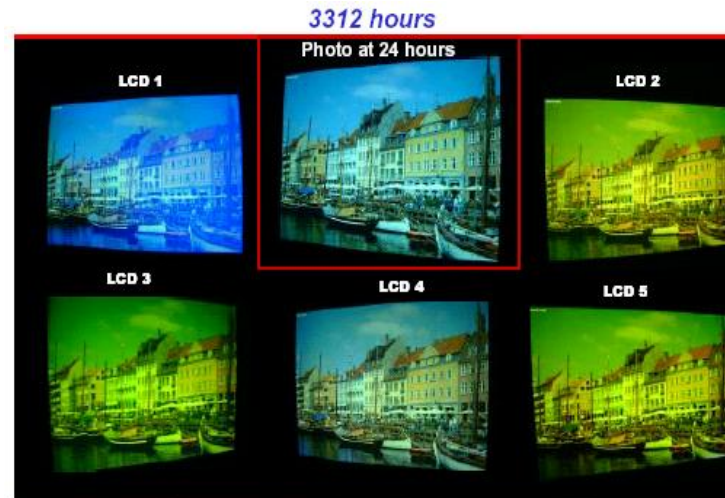 3312 hours
Photo at 24 hours
LCD 1
LCD 2
LCD 3
LCD 4
LCD 5